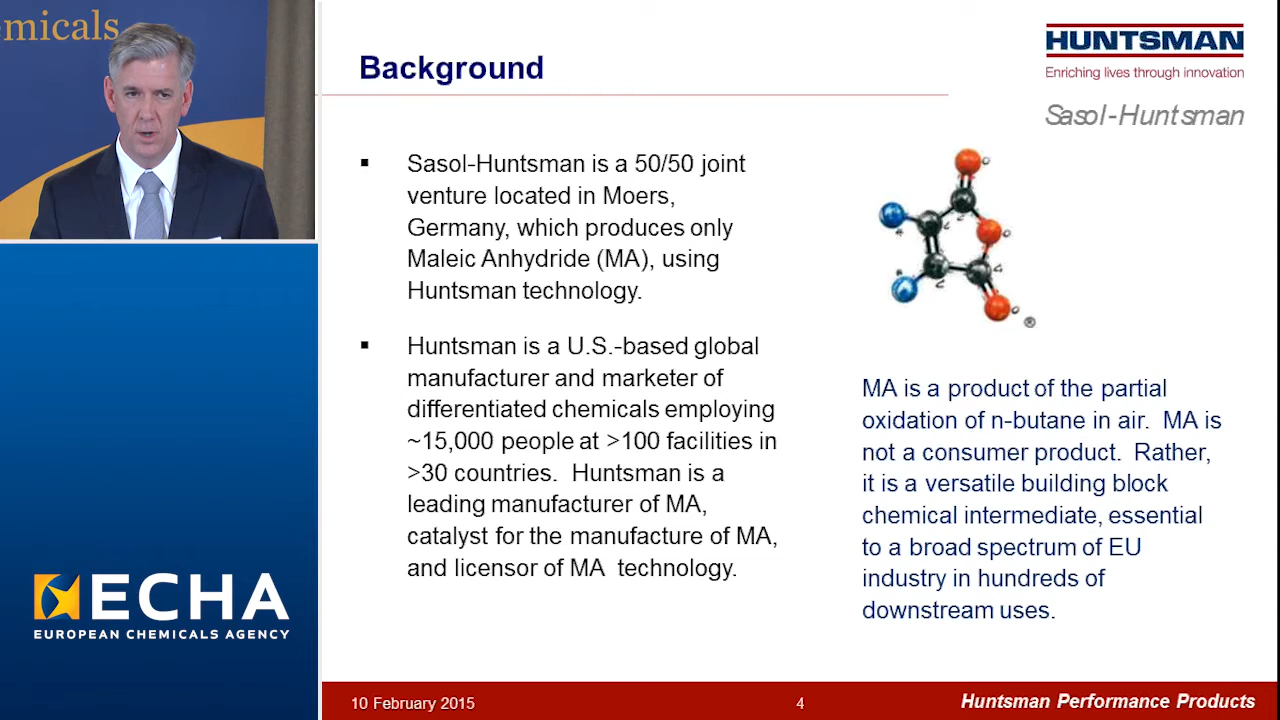 emicals
Background
HUNTSMAN
Enriching lives through innovation
Sasol-Huntsman
Sasol-Huntsman is a 50/50 joint
venture located in Moers,
Germany, which produces only
Maleic Anhydride (MA), using
Huntsman technology.
Huntsman is a U.S.-based global
manufacturer and marketer of
differentiated chemicals employing
~15,000 people at >100 facilities in
>30 countries. Huntsman is a
leading manufacturer of MA,
catalyst for the manufacture of MA,
and licensor of MA technology.
®
MA is a product of the partial
oxidation of n-butane in air. MA is
not a consumer product. Rather,
it is a versatile building block
chemical intermediate, essential
to a broad spectrum of EU
industry in hundreds of
downstream uses.
ECHA
EUROPEAN CHEMICALS AGENCY
10 February 2015
4
Huntsman Performance Products